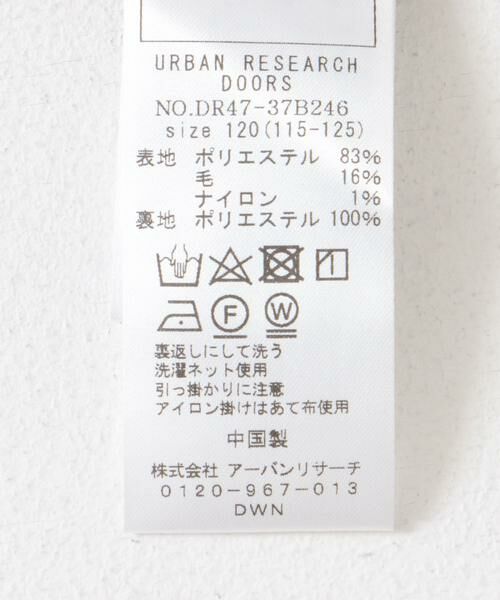 URBAN RESEARCH
DOORS
NO.DR47-37B246
size 120(115-125)
表地 ポリエステル 83%
毛 16%
ナイロン 1%
裏地 ポリエステル 100%
F W
裏返しにして洗う
洗濯ネット使用
引っ掛かりに注意
アイロン掛けはあて布使用
中国製
株式会社 アーバンリサーチ
0120-967-013
DWN